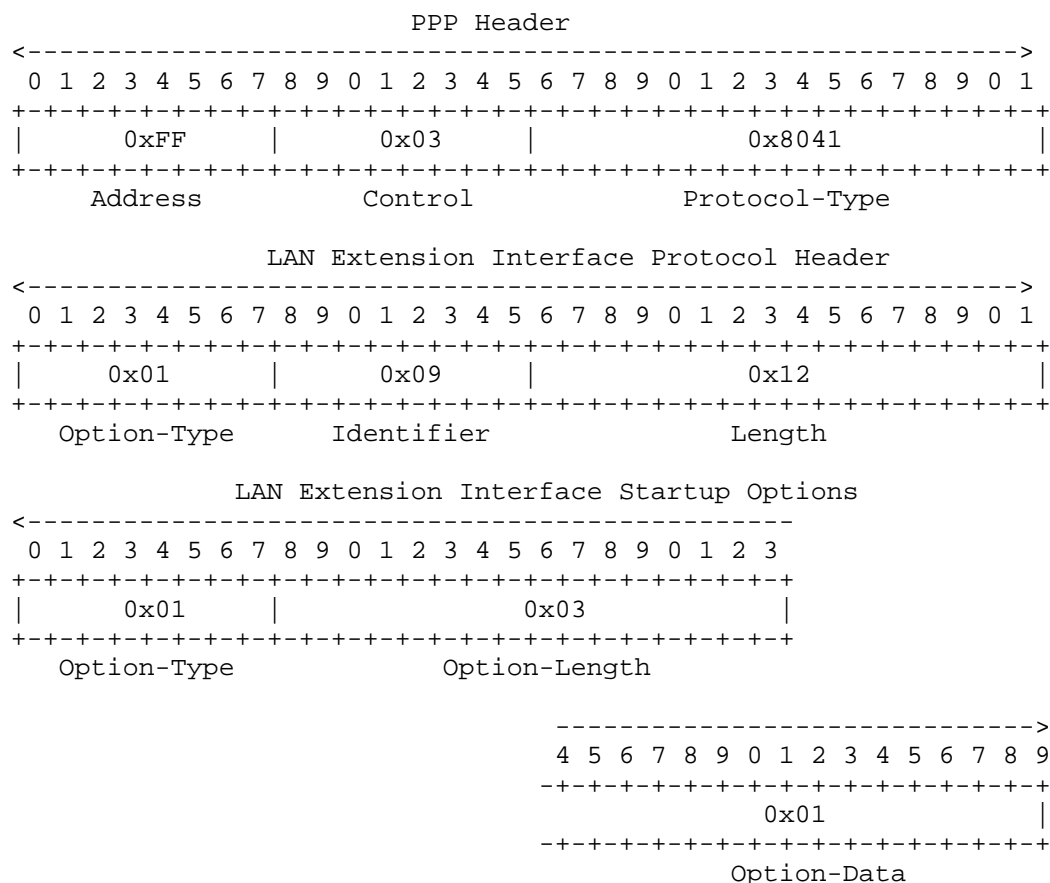 PPP Header
<--------------------------------------------------------------->
 0 1 2 3 4 5 6 7 8 9 0 1 2 3 4 5 6 7 8 9 0 1 2 3 4 5 6 7 8 9 0 1
+-+-+-+-+-+-+-+-+-+-+-+-+-+-+-+-+-+-+-+-+-+-+-+-+-+-+-+-+-+-+-+-+
|      0xFF     |      0x03     |             0x8041            |
+-+-+-+-+-+-+-+-+-+-+-+-+-+-+-+-+-+-+-+-+-+-+-+-+-+-+-+-+-+-+-+-+
     Address          Control             Protocol-Type
LAN Extension Interface Protocol Header
<--------------------------------------------------------------->
 0 1 2 3 4 5 6 7 8 9 0 1 2 3 4 5 6 7 8 9 0 1 2 3 4 5 6 7 8 9 0 1
+-+-+-+-+-+-+-+-+-+-+-+-+-+-+-+-+-+-+-+-+-+-+-+-+-+-+-+-+-+-+-+-+
|     0x01      |      0x09     |             0x12              |
+-+-+-+-+-+-+-+-+-+-+-+-+-+-+-+-+-+-+-+-+-+-+-+-+-+-+-+-+-+-+-+-+
   Option-Type      Identifier               Length
LAN Extension Interface Startup Options
<------------------------------------------------
 0 1 2 3 4 5 6 7 8 9 0 1 2 3 4 5 6 7 8 9 0 1 2 3
+-+-+-+-+-+-+-+-+-+-+-+-+-+-+-+-+-+-+-+-+-+-+-+-+
|      0x01     |               0x03            |
+-+-+-+-+-+-+-+-+-+-+-+-+-+-+-+-+-+-+-+-+-+-+-+-+
   Option-Type             Option-Length
------------------------------>
 4 5 6 7 8 9 0 1 2 3 4 5 6 7 8 9
-+-+-+-+-+-+-+-+-+-+-+-+-+-+-+-+
              0x01             |
-+-+-+-+-+-+-+-+-+-+-+-+-+-+-+-+
            Option-Data